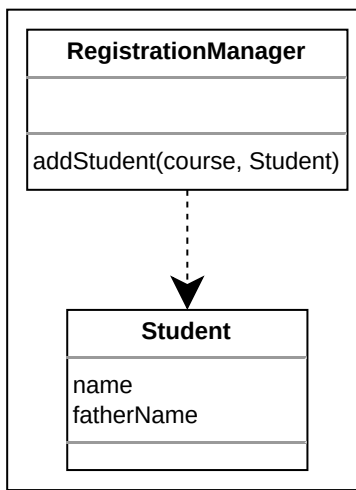 RegistrationManager
addStudent(course, Student)
Student
name
fatherName